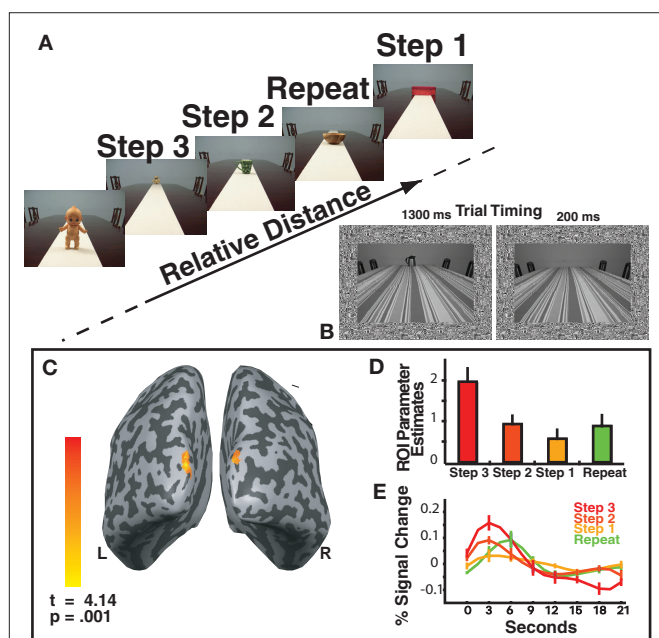 A
Step 1
Repeat
Step 2
Step 3
Relative Distance
1300 ms Trial Timing 200 ms
B
C
L
R
t = 4.14
p = .001
D
ROI Parameter
Estimates
2
1
0
Step 3 Step 2 Step 1 Repeat
E
% Signal Change
0.2
0.1
0
-0.1
Step 3
Step 2
Step 1
Repeat
0 3 6 9 12 15 18 21
Seconds